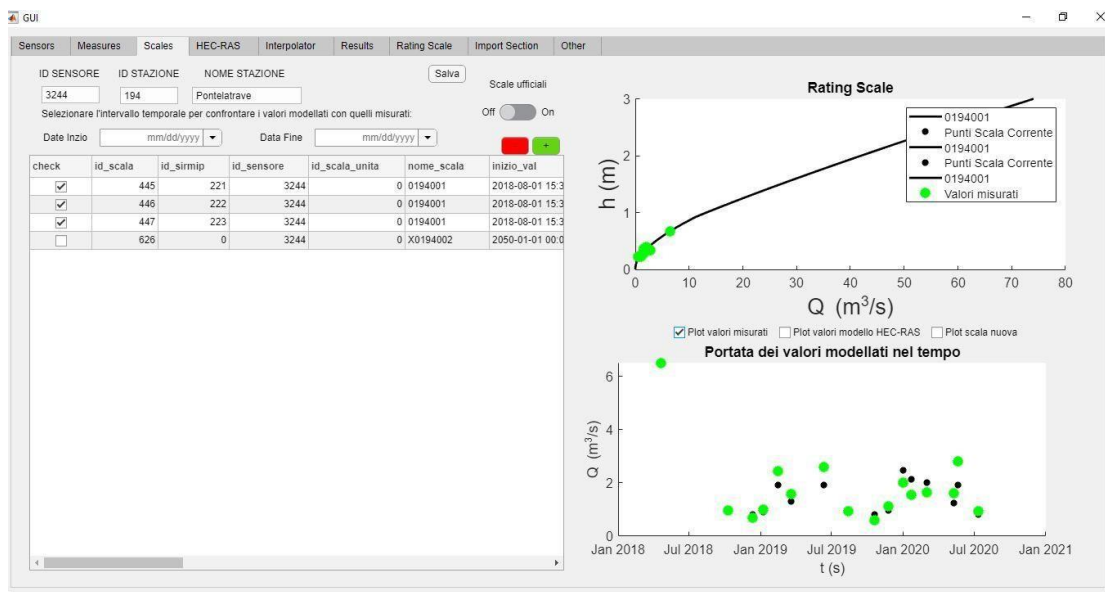 GUI
Sensors Measures Scales HEC-RAS Interpolator Results Rating Scale Import Section Other
ID SENSORE ID STAZIONE NOME STAZIONE Salva
Scale ufficiali
3244 194 Pontelatrave
Selezionare l'intervallo temporale per confrontare i valori modellati con quelli misurati:
Off On
Date Inzio mm/dd/yyyy Data Fine mm/dd/yyyy
+
check id_scala id_sirmip id_sensore id_scala_unita nome_scala inizio_val
445 221 3244 0 0194001 2018-08-01 15:3
446 222 3244 0 0194001 2018-08-01 15:3
447 223 3244 0 0194001 2018-08-01 15:3
626 0 3244 0 X0194002 2050-01-01 00:0
Rating Scale
3
2
1
0
h (m)
0194001
Punti Scala Corrente
0194001
Punti Scala Corrente
0194001
Valori misurati
0 10 20 30 40 50 60 70 80
Q (m³/s)
Plot valori misurati Plot valori modello HEC-RAS Plot scala nuova
Portata dei valori modellati nel tempo
6
4
2
0
Q (m³/s)
Jan 2018 Jul 2018 Jan 2019 Jul 2019 Jan 2020 Jul 2020 Jan 2021
t (s)